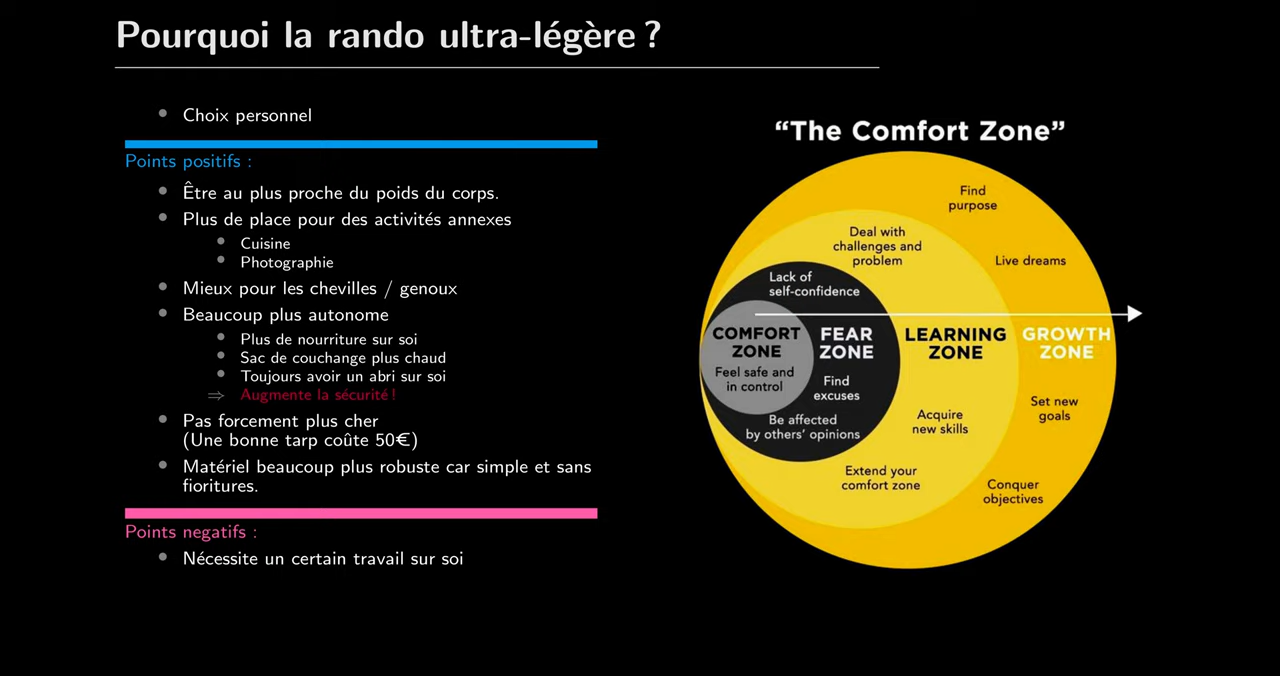 Pourquoi la rando ultra-légère ?
Choix personnel
Points positifs :
Être au plus proche du poids du corps.
Plus de place pour des activités annexes
Cuisine
Photographie
Mieux pour les chevilles / genoux
Beaucoup plus autonome
Plus de nourriture sur soi
Sac de couchange plus chaud
Toujours avoir un abri sur soi
⇒ Augmente la sécurité !
Pas forcement plus cher
(Une bonne tarp coûte 50€)
Matériel beaucoup plus robuste car simple et sans
fioritures.
Points negatifs :
Nécessite un certain travail sur soi
“The Comfort Zone”
Find
purpose
Deal with
challenges and
problem
Live dreams
Lack of
self-confidence
COMFORT
ZONE
Feel safe and
in control
FEAR
ZONE
Find
excuses
Be affected
by others’ opinions
LEARNING
ZONE
Acquire
new skills
Extend your
comfort zone
GROWTH
ZONE
Set new
goals
Conquer
objectives